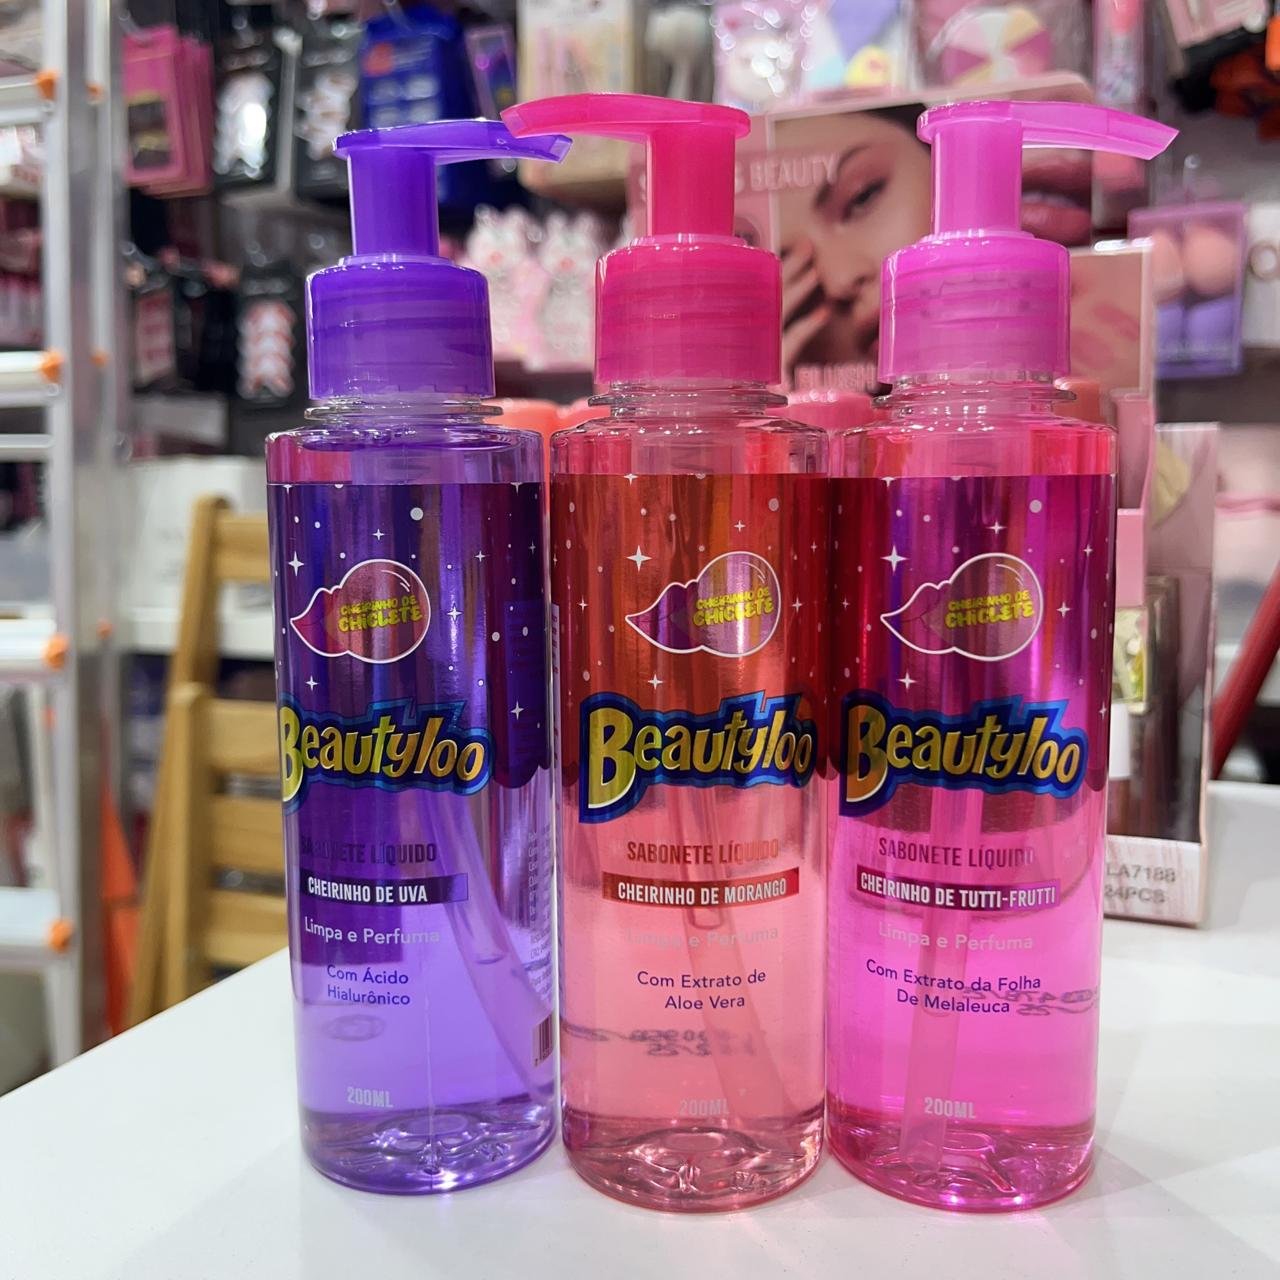 BEAUTY
BLUSH
CHEIRINHO DE
CHICLETE
Beautyloo
SABONETE LÍQUIDO
CHEIRINHO DE UVA
Limpa e Perfuma
Com Ácido
Hialurônico
200ML
CHEIRINHO DE
CHICLETE
Beautyloo
SABONETE LÍQUIDO
CHEIRINHO DE MORANGO
Limpa e Perfuma
Com Extrato de
Aloe Vera
200ML
CHEIRINHO DE
CHICLETE
Beautyloo
SABONETE LÍQUIDO
CHEIRINHO DE TUTTI-FRUTTI
Limpa e Perfuma
Com Extrato da Folha
De Melaleuca
200ML
LA7188
24PCS